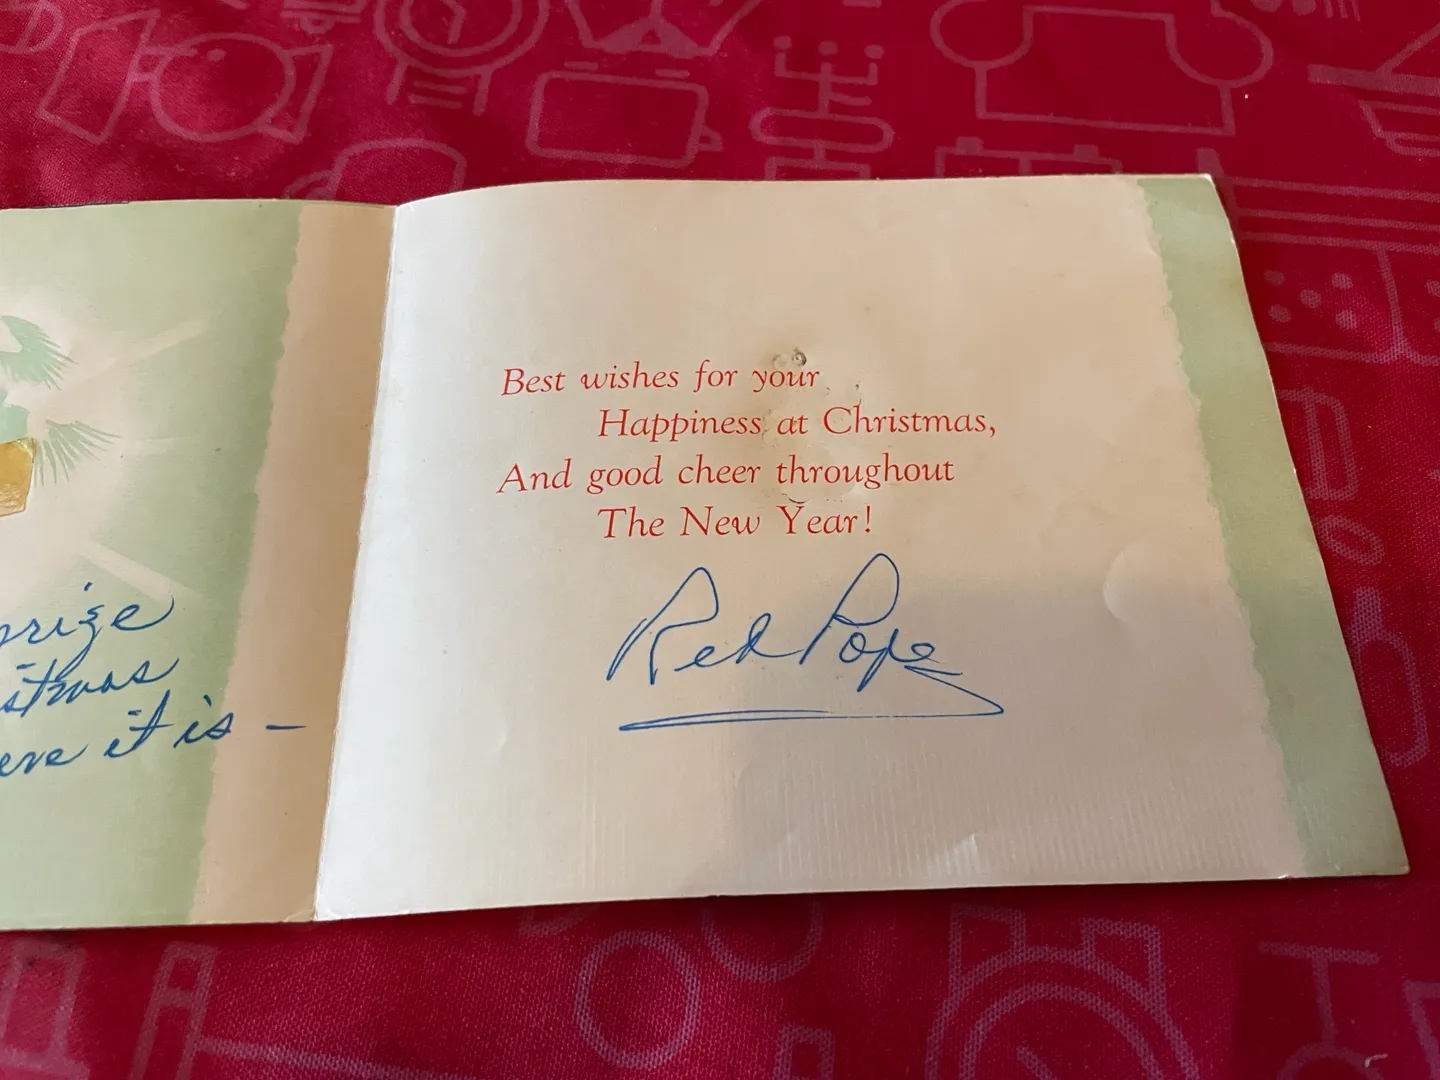 rize
stmas
ere it is –
Best wishes for your
Happiness at Christmas,
And good cheer throughout
The New Year!
Red Pope